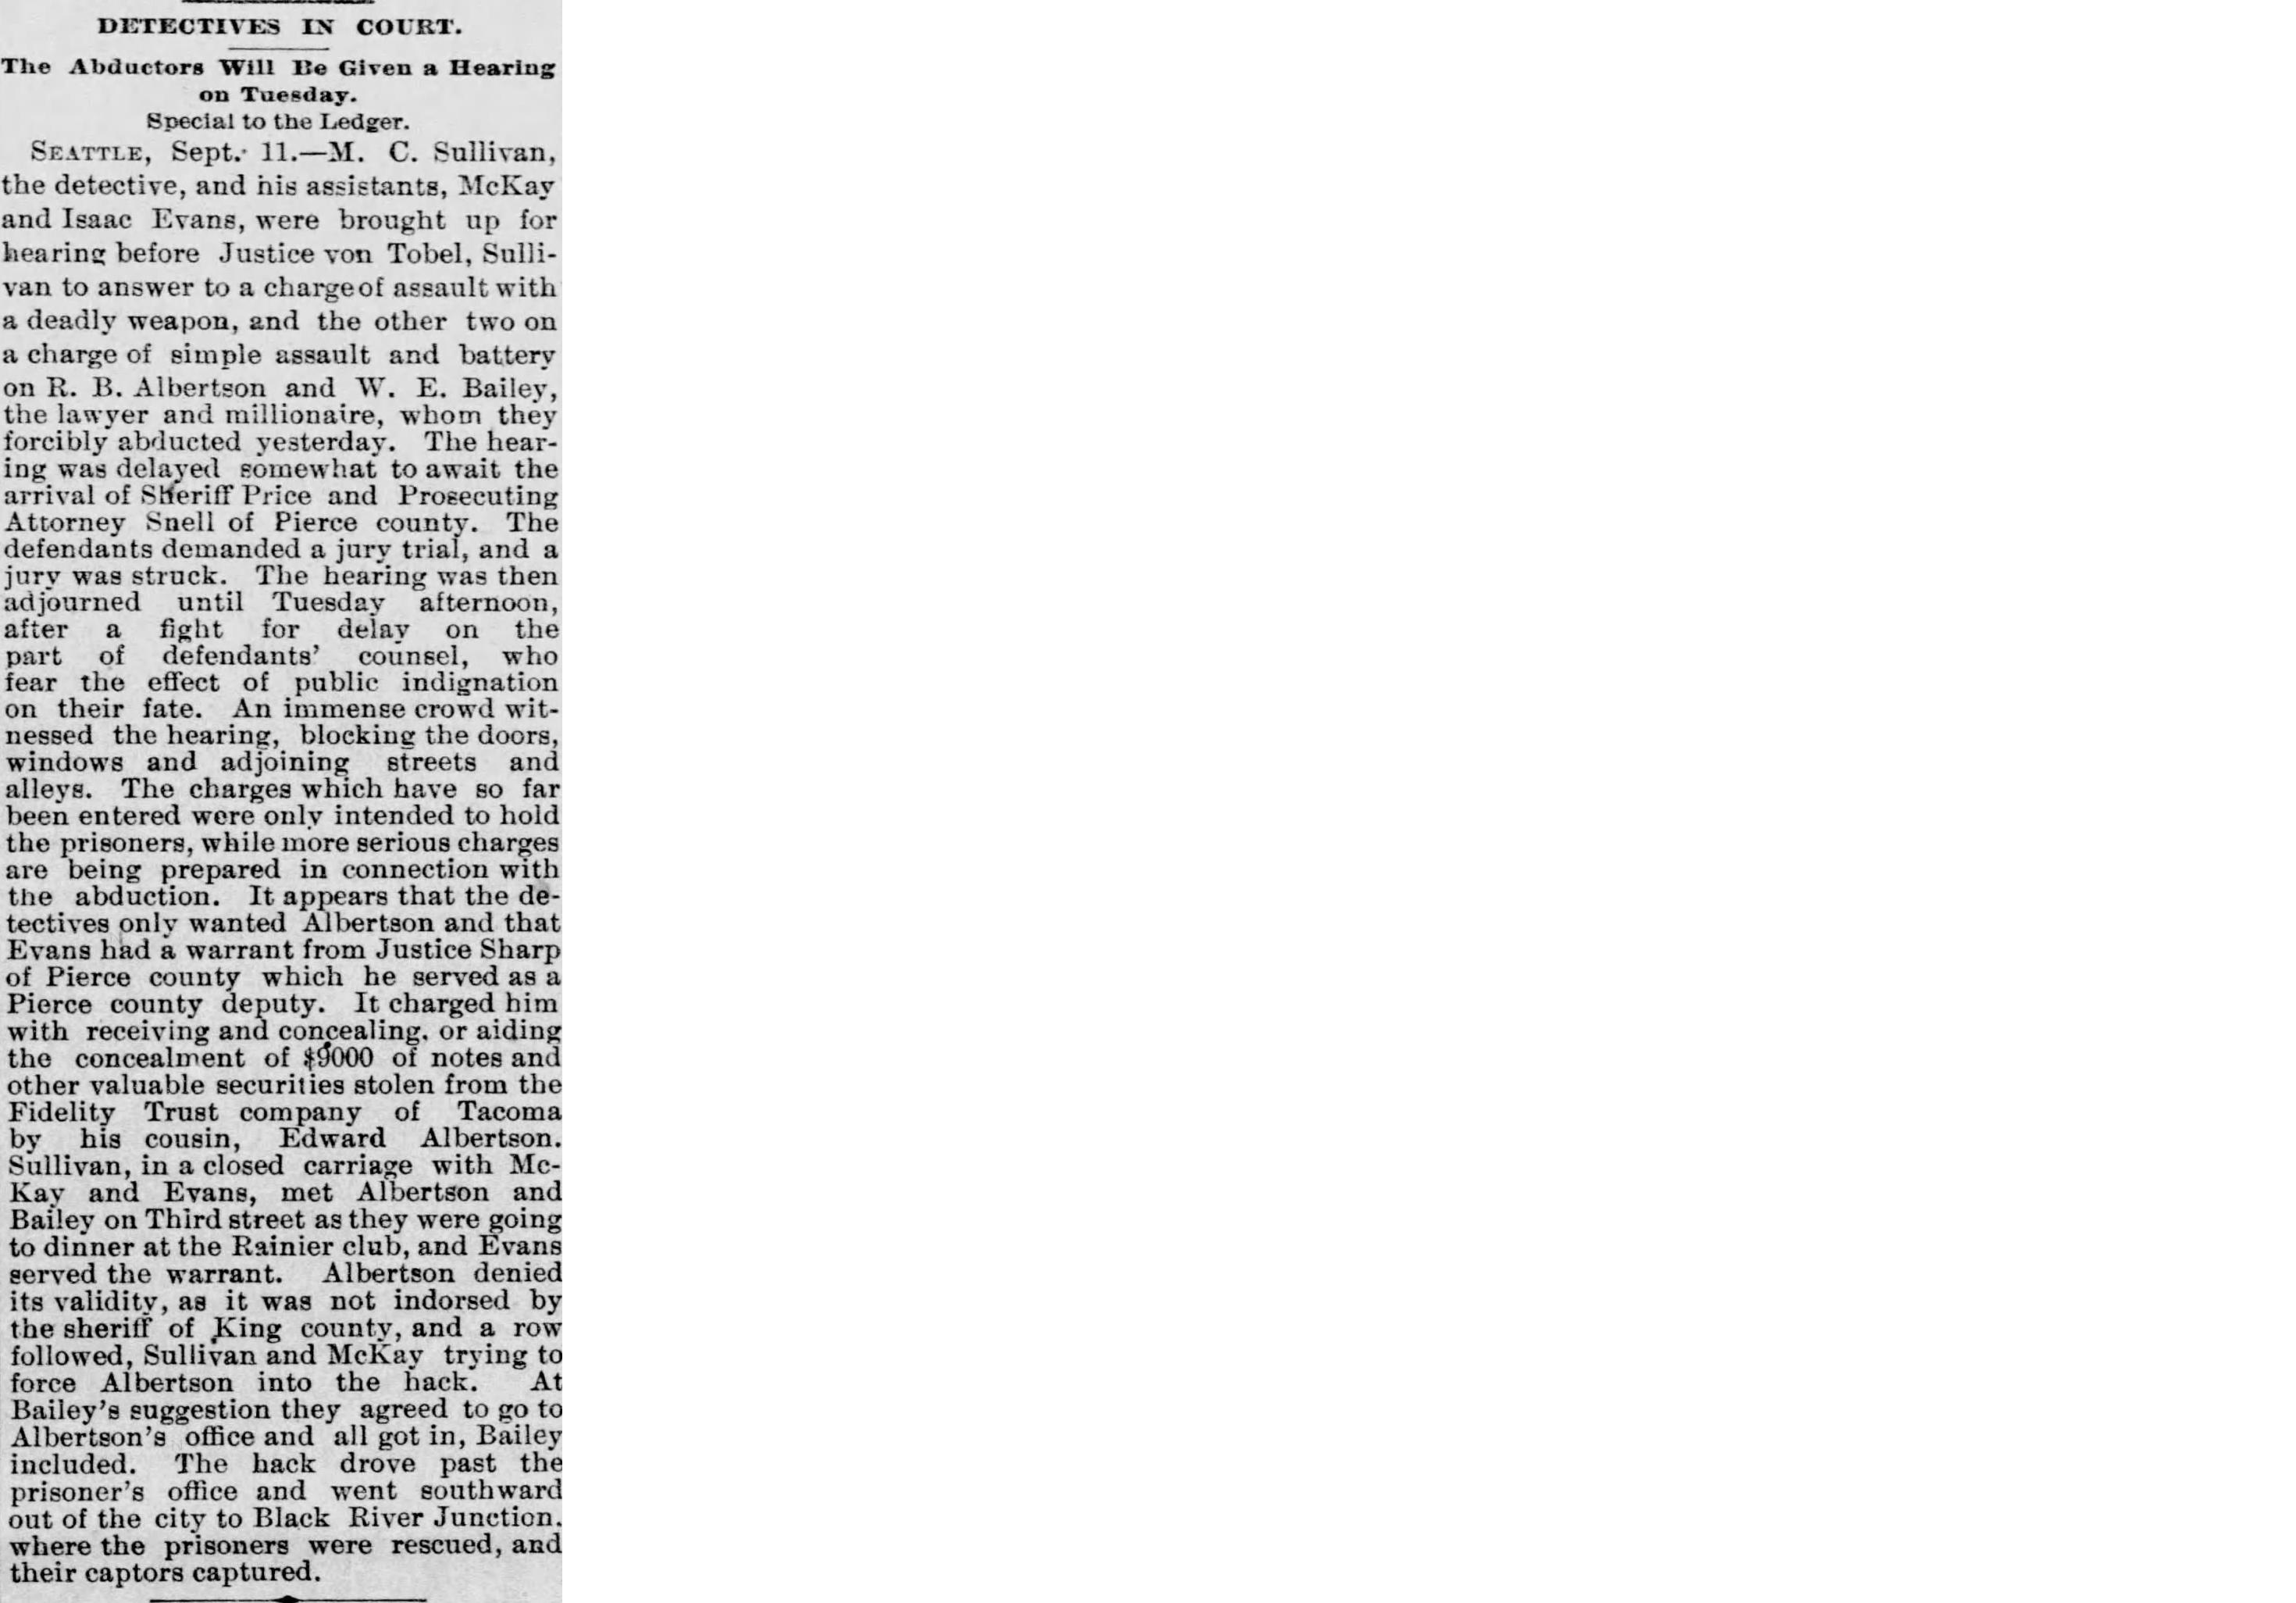 DETECTIVES IN COURT.
The Abductors Will Be Given a Hearing
on Tuesday.
Special to the Ledger.
SEATTLE, Sept. 11.—M. C. Sullivan,
the detective, and his assistants, McKay
and Isaac Evans, were brought up for
hearing before Justice von Tobel, Sulli-
van to answer to a charge of assault with
a deadly weapon, and the other two on
a charge of simple assault and battery
on R. B. Albertson and W. E. Bailey,
the lawyer and millionaire, whom they
forcibly abducted yesterday. The hear-
ing was delayed somewhat to await the
arrival of Sheriff Price and Prosecuting
Attorney Snell of Pierce county. The
defendants demanded a jury trial, and a
jury was struck. The hearing was then
adjourned until Tuesday afternoon,
after a fight for delay on the
part of defendants' counsel, who
fear the effect of public indignation
on their fate. An immense crowd wit-
nessed the hearing, blocking the doors,
windows and adjoining streets and
alleys. The charges which have so far
been entered were only intended to hold
the prisoners, while more serious charges
are being prepared in connection with
the abduction. It appears that the de-
tectives only wanted Albertson and that
Evans had a warrant from Justice Sharp
of Pierce county which he served as a
Pierce county deputy. It charged him
with receiving and concealing, or aiding
the concealment of $9000 of notes and
other valuable securities stolen from the
Fidelity Trust company of Tacoma
by his cousin, Edward Albertson.
Sullivan, in a closed carriage with Mc-
Kay and Evans, met Albertson and
Bailey on Third street as they were going
to dinner at the Rainier club, and Evans
served the warrant. Albertson denied
its validity, as it was not indorsed by
the sheriff of King county, and a row
followed, Sullivan and McKay trying to
force Albertson into the hack. At
Bailey's suggestion they agreed to go to
Albertson's office and all got in, Bailey
included. The hack drove past the
prisoner's office and went southward
out of the city to Black River Junction.
where the prisoners were rescued, and
their captors captured.